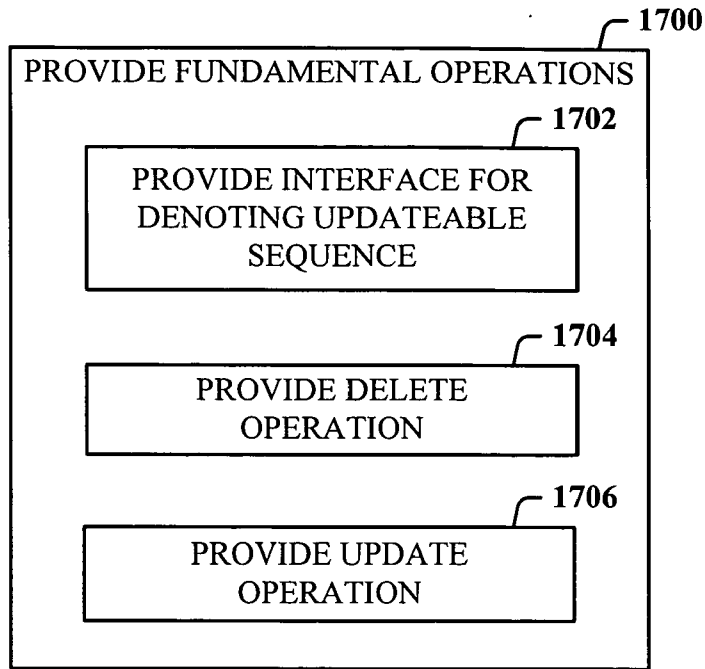 1700
PROVIDE FUNDAMENTAL OPERATIONS
1702
PROVIDE INTERFACE FOR
DENOTING UPDATEABLE
SEQUENCE
1704
PROVIDE DELETE
OPERATION
1706
PROVIDE UPDATE
OPERATION